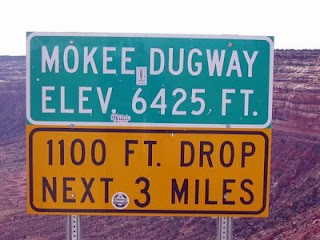 MOKEE DUGWAY
ELEV. 6425 FT.
1100 FT. DROP
NEXT 3 MILES